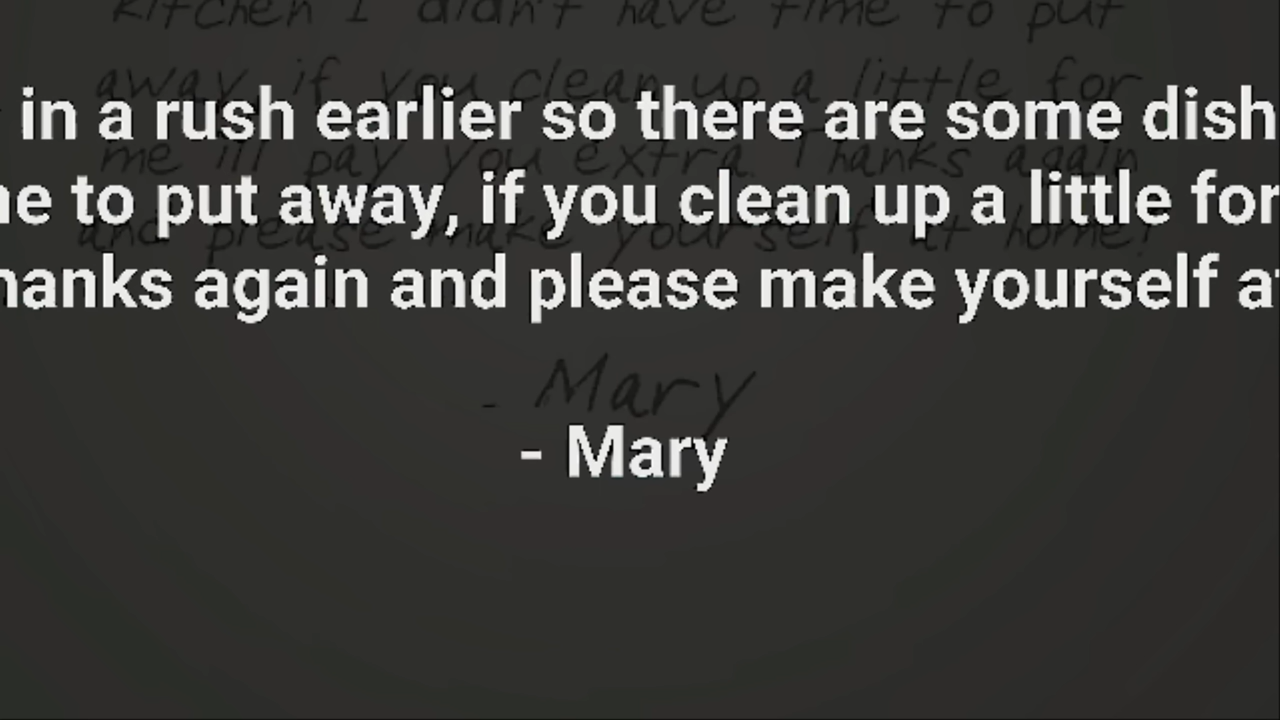 kitchen I didn't have time to put
away if you clean up a little for
in a rush earlier so there are some dish
me ill pay you extra. Thanks again
ne to put away, if you clean up a little for
and please make yourself at home!
hanks again and please make yourself at
- Mary
- Mary